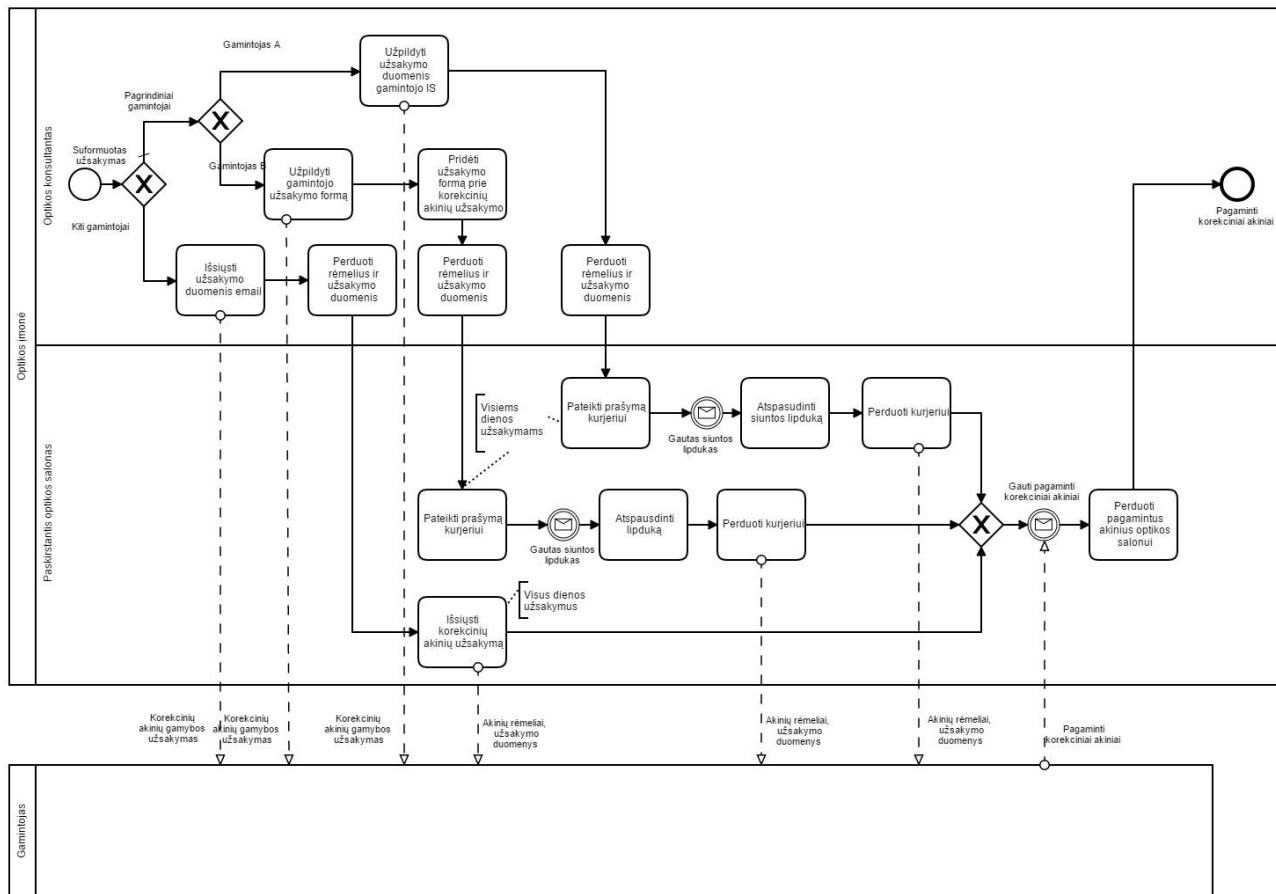 Optikos įmonė
Optikos konsultantas
Gamintojas A
Užpildyti
užsakymo
duomenis
gamintojo IS
Pagrindiniai
gamintojai
Suformuotas
užsakymas
Gamintojas B
Užpildyti
gamintojo
užsakymo formą
Pridėti
užsakymo
formą prie
korekcinių
akinių užsakymo
Pagaminti
korekciniai akiniai
Kiti gamintojai
Išsiųsti
užsakymo
duomenis email
Perduoti
rėmelius ir
užsakymo
duomenis
Perduoti
rėmelius ir
užsakymo
duomenis
Perduoti
rėmelius ir
užsakymo
duomenis
Paskirstantis optikos salonas
Visiems
dienos
užsakymams
Pateikti prašymą
kurjeriui
Gautas siuntos
lipdukas
Atspasudinti
siuntos lipduką
Perduoti kurjeriui
Pateikti prašymą
kurjeriui
Gautas siuntos
lipdukas
Atspausdinti
lipduką
Perduoti kurjeriui
Gauti pagaminti
korekciniai akiniai
Perduoti
pagamintus
akinius optikos
salonui
Visus dienos
užsakymus
Išsiųsti
korekcinių
akinių užsakymą
Korekcinių
akinių gamybos
užsakymas
Korekcinių
akinių gamybos
užsakymas
Korekcinių
akinių gamybos
užsakymas
Akinių rėmeliai,
užsakymo
duomenys
Akinių rėmeliai,
užsakymo
duomenys
Akinių rėmeliai,
užsakymo
duomenys
Pagaminti
korekciniai akiniai
Gamintojas